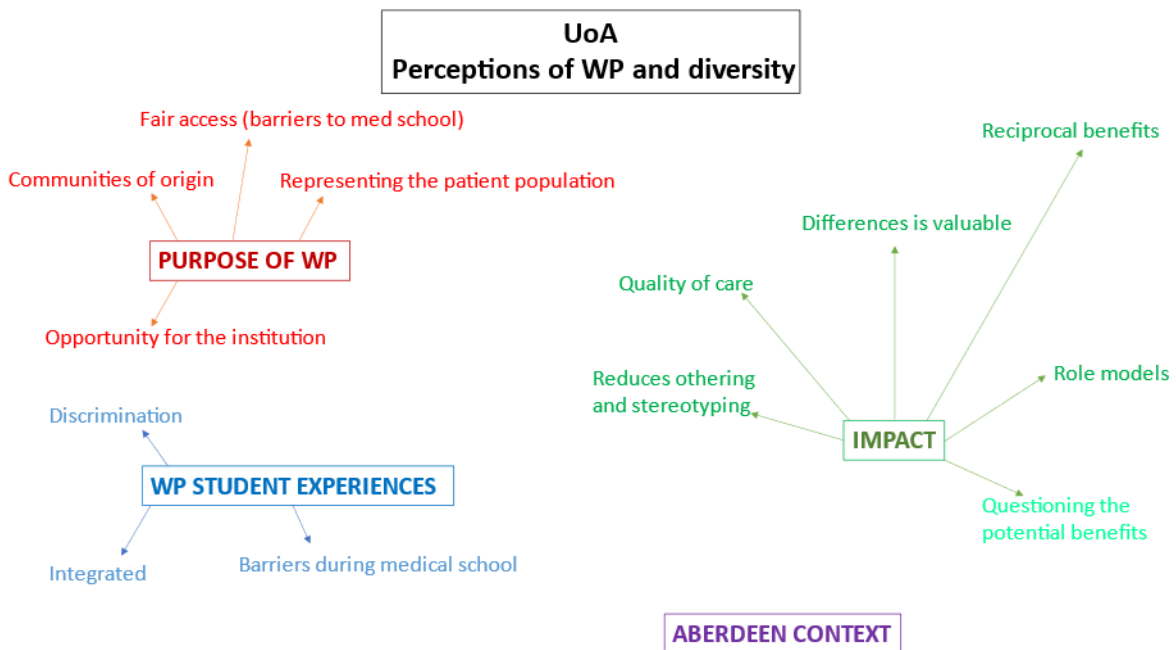 UoA
Perceptions of WP and diversity
Fair access (barriers to med school)
Communities of origin
Representing the patient population
PURPOSE OF WP
Opportunity for the institution
Discrimination
WP STUDENT EXPERIENCES
Integrated
Barriers during medical school
Reciprocal benefits
Differences is valuable
Quality of care
Reduces othering
and stereotyping
Role models
IMPACT
Questioning the
potential benefits
ABERDEEN CONTEXT